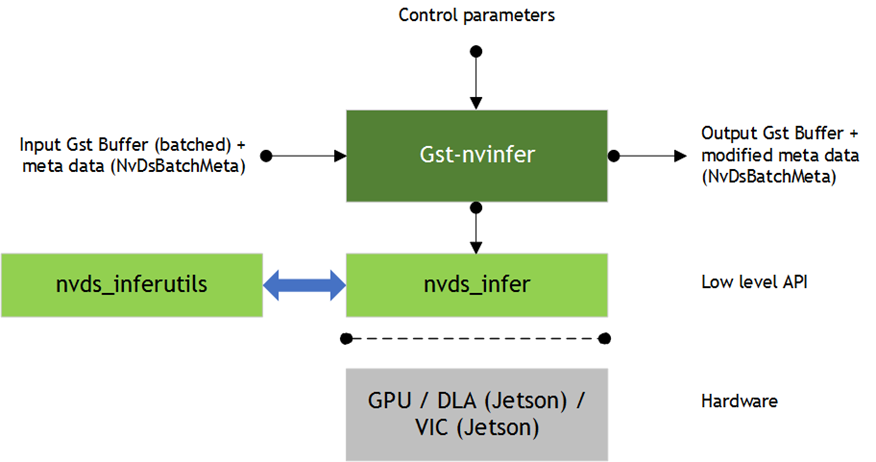 Control parameters
Input Gst Buffer (batched) +
meta data (NvDsBatchMeta)
Gst-nvinfer
Output Gst Buffer +
modified meta data
(NvDsBatchMeta)
nvds_inferutils
nvds_infer
Low level API
GPU / DLA (Jetson) /
VIC (Jetson)
Hardware